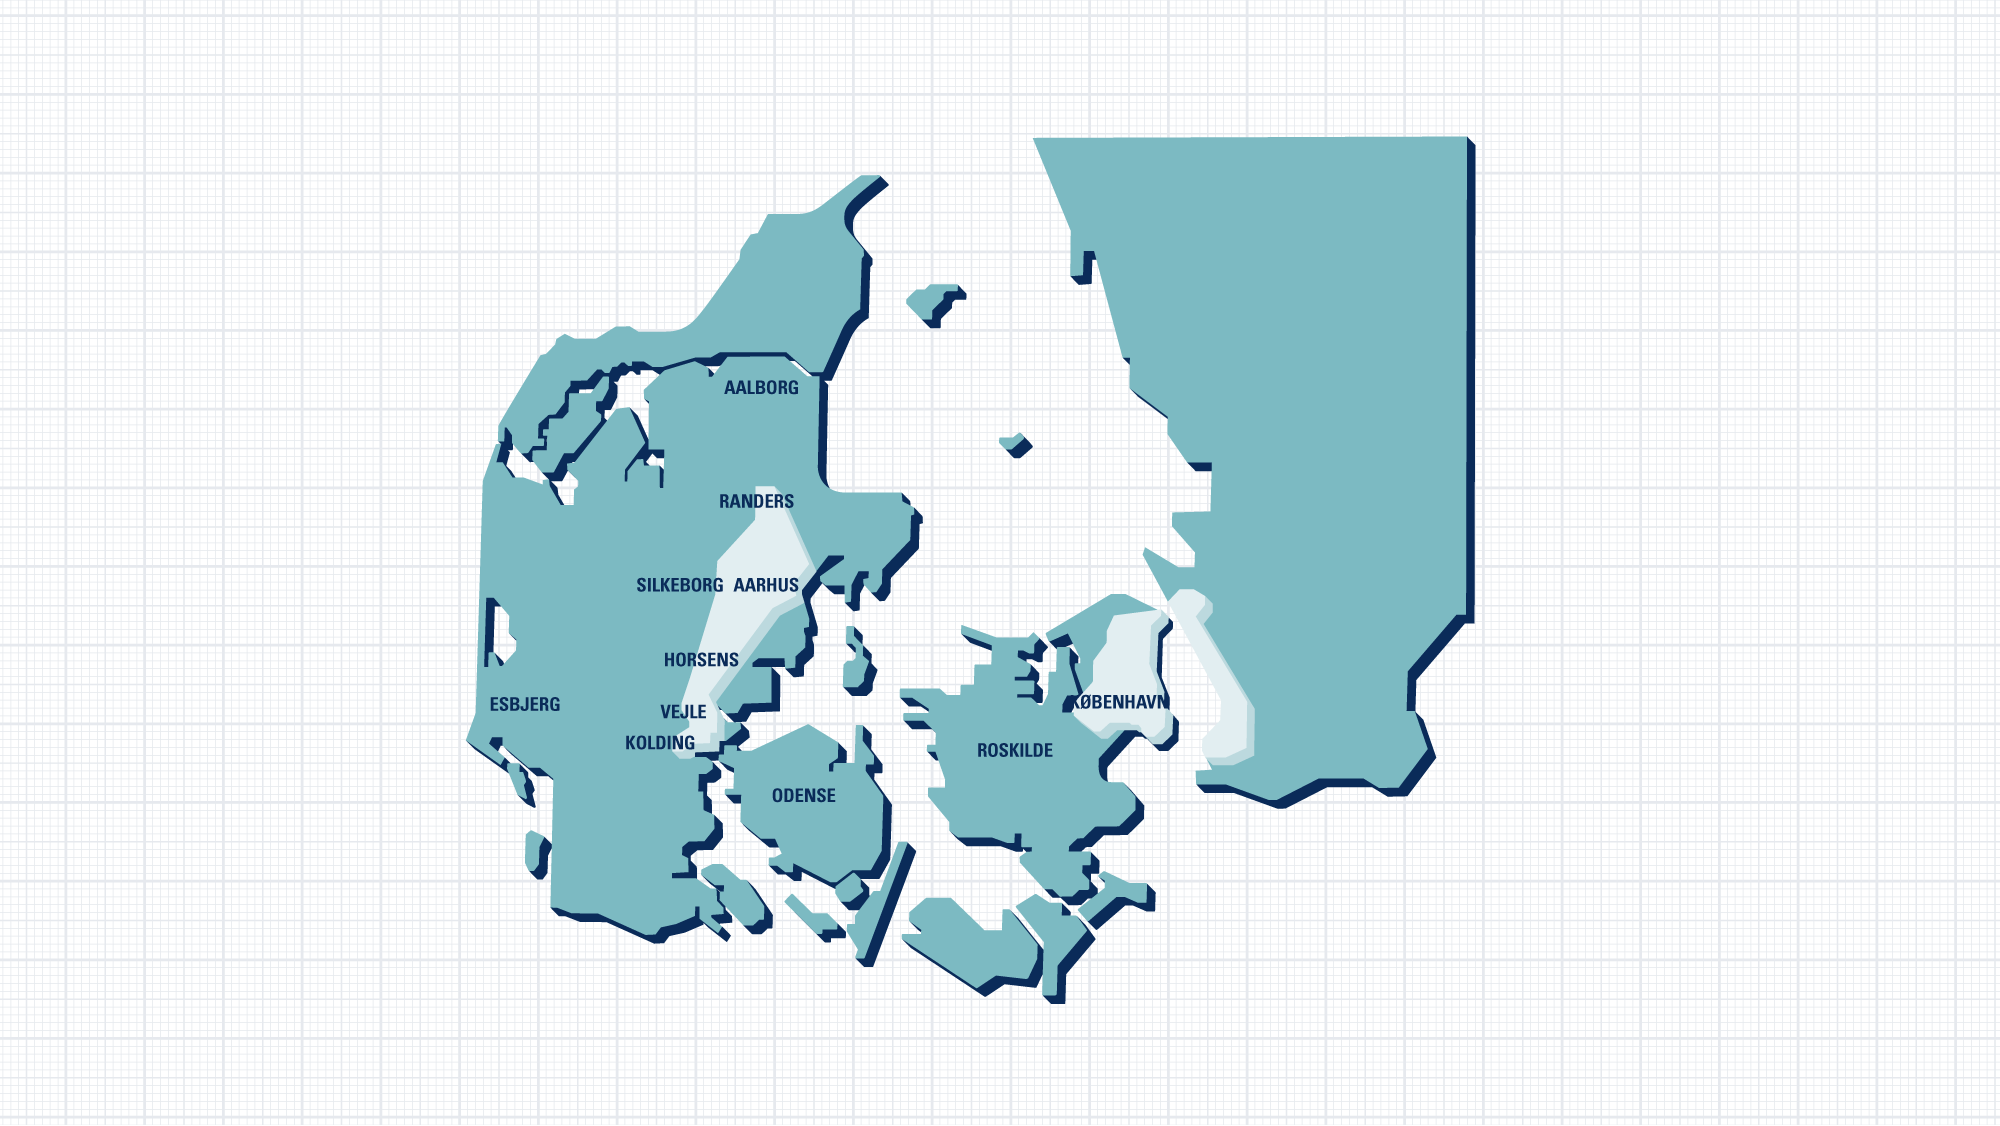 AALBORG
RANDERS
SILKEBORG AARHUS
HORSENS
ESBJERG
VEJLE
KØBENHAVN
KOLDING
ROSKILDE
ODENSE